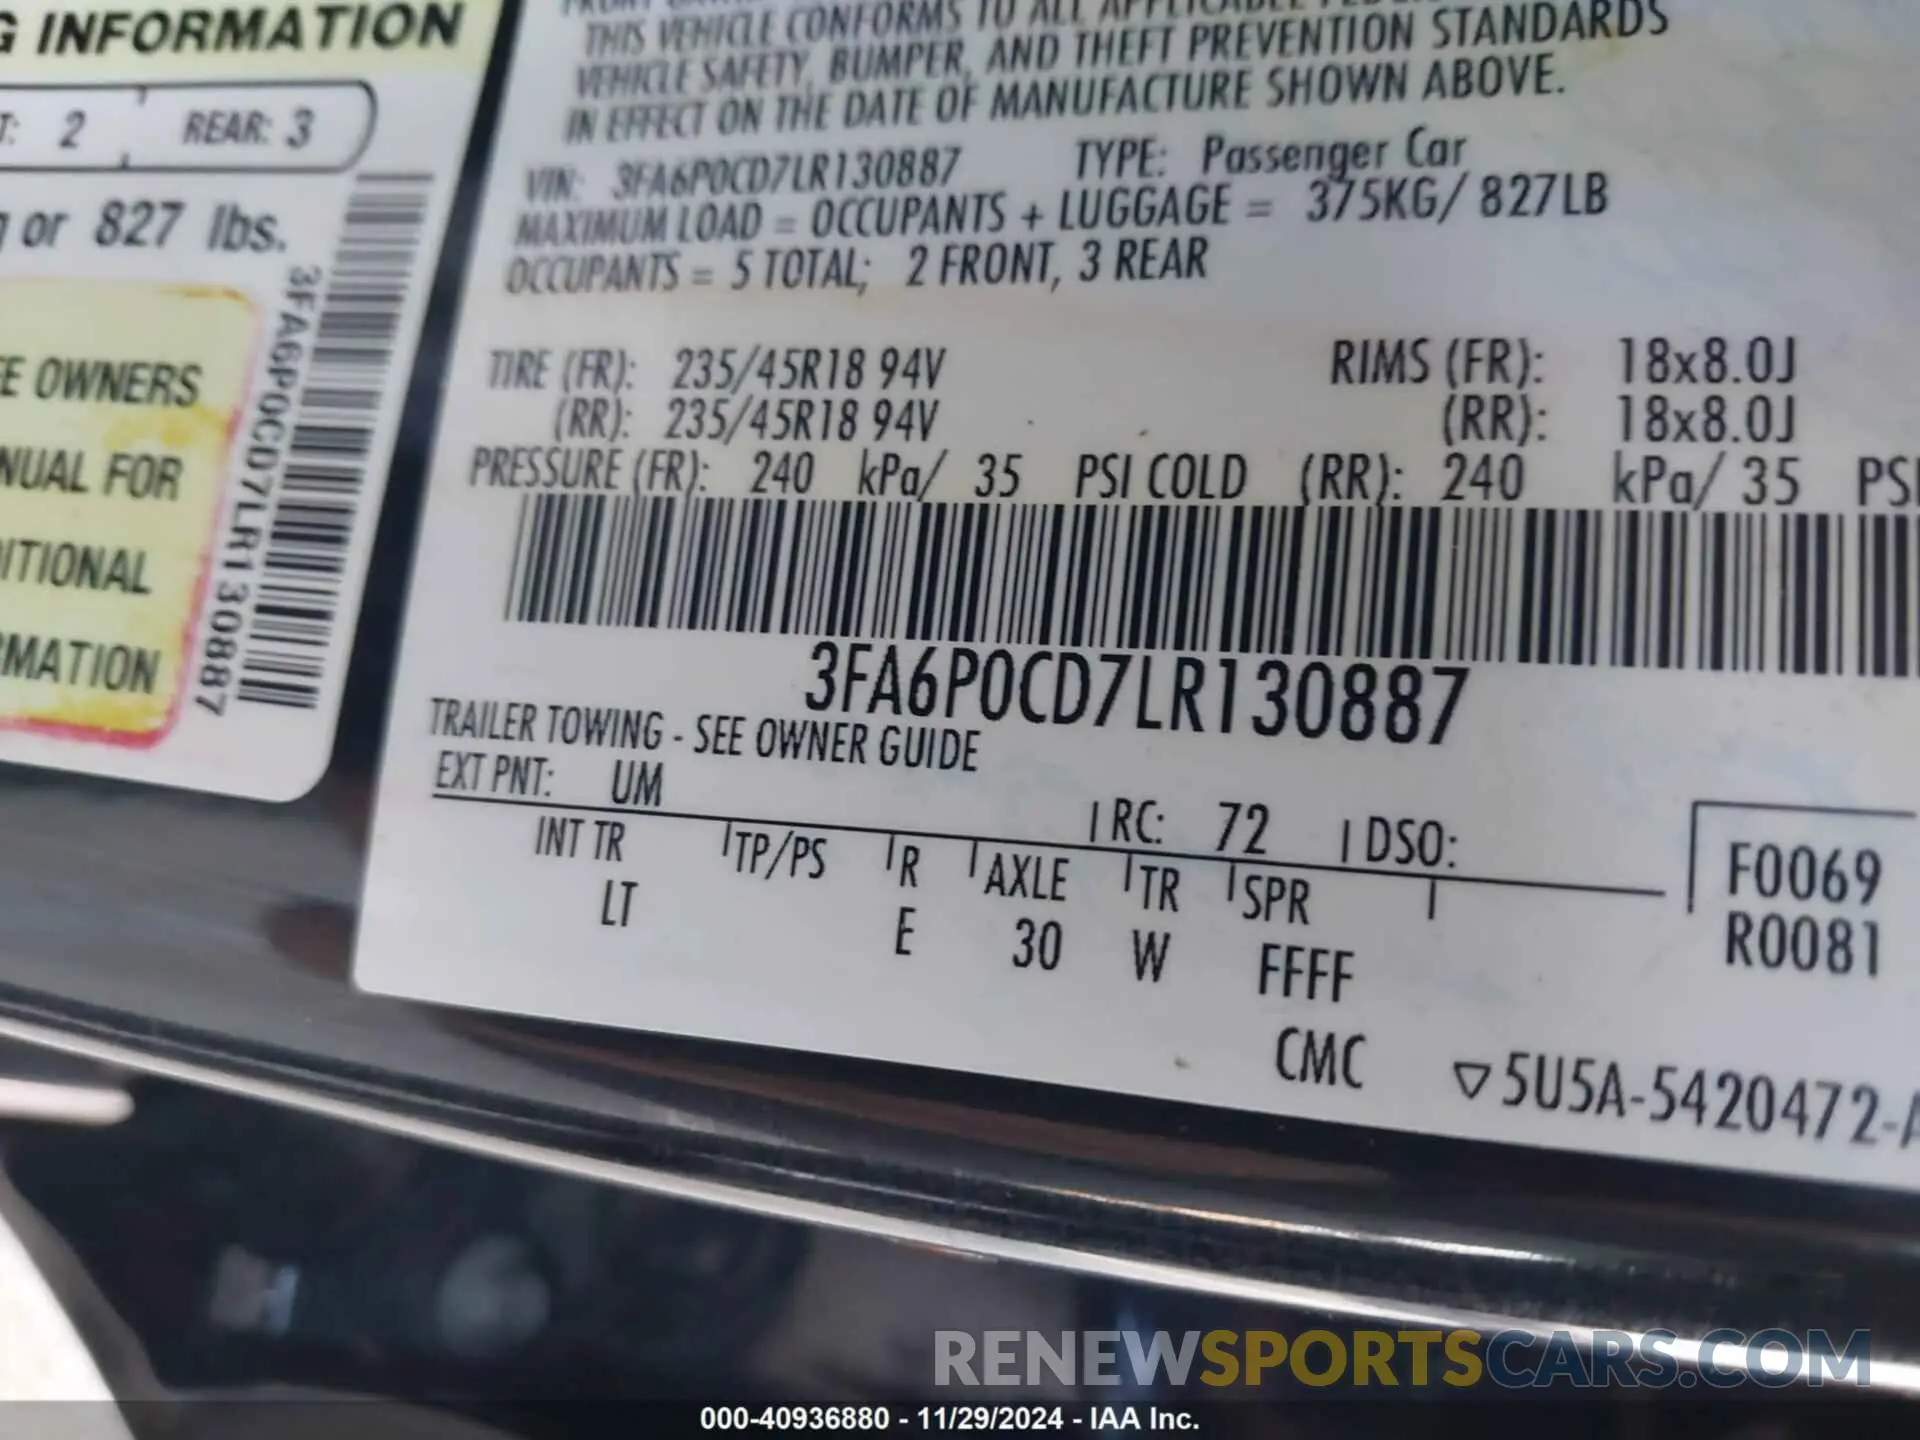 G INFORMATION
T: 2 REAR: 3
or 827 lbs.
3FA6P0CD7LR130887
E OWNERS
NUAL FOR
ITIONAL
RMATION
THIS VEHICLE CONFORMS TO ALL APPLICABLE
VEHICLE SAFETY, BUMPER, AND THEFT PREVENTION STANDARDS
IN EFFECT ON THE DATE OF MANUFACTURE SHOWN ABOVE.
VIN: 3FA6P0CD7LR130887 TYPE: Passenger Car
MAXIMUM LOAD = OCCUPANTS + LUGGAGE = 375KG/ 827LB
OCCUPANTS = 5 TOTAL; 2 FRONT, 3 REAR
TIRE (FR): 235/45R18 94V RIMS (FR): 18x8.0J
(RR): 235/45R18 94V (RR): 18x8.0J
PRESSURE (FR): 240 kPa/ 35 PSI COLD (RR): 240 kPa/ 35 PSI
3FA6P0CD7LR130887
TRAILER TOWING - SEE OWNER GUIDE
EXT PNT: UM RC: 72 DSO:
INT TR TP/PS R AXLE TR SPR
LT E 30 W FFFF
F0069
R0081
CMC ▽5U5A-5420472-A
RENEWSPORTSCARS.COM
000-40936880 - 11/29/2024 - IAA Inc.